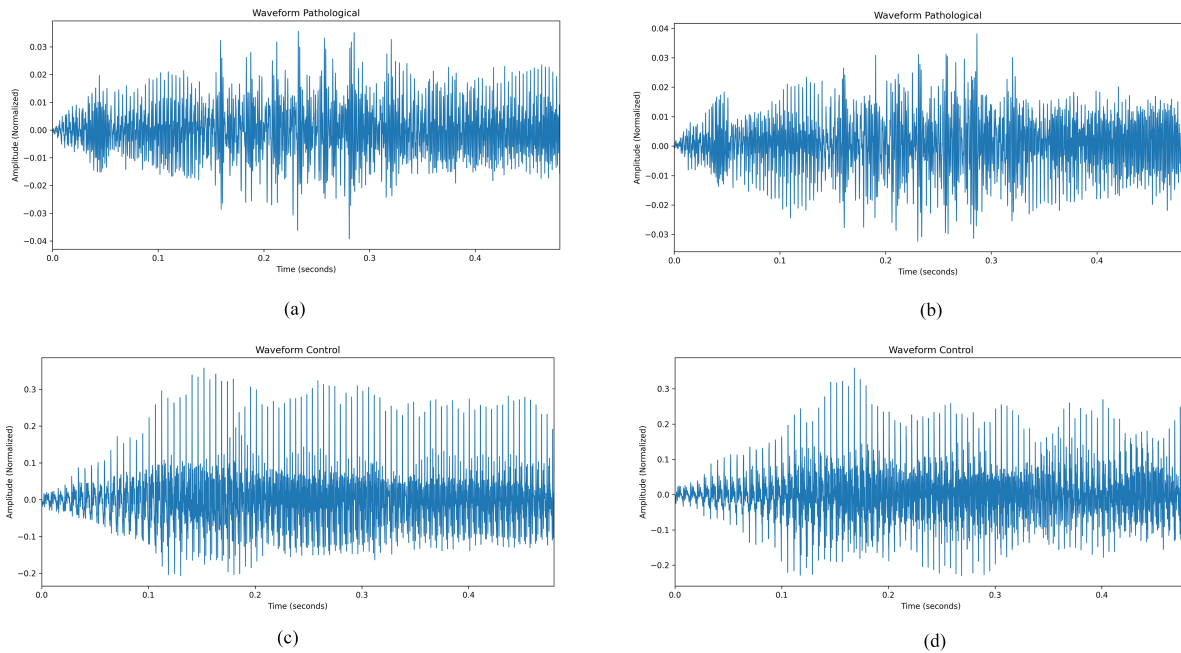 Waveform Pathological
Amplitude (Normalized)
0.03
0.02
0.01
0.00
−0.01
−0.02
−0.03
−0.04
0.0 0.1 0.2 0.3 0.4
Time (seconds)
(a)
Waveform Pathological
Amplitude (Normalized)
0.04
0.03
0.02
0.01
0.00
−0.01
−0.02
−0.03
0.0 0.1 0.2 0.3 0.4
Time (seconds)
(b)
Waveform Control
Amplitude (Normalized)
0.3
0.2
0.1
0.0
−0.1
−0.2
0.0 0.1 0.2 0.3 0.4
Time (seconds)
(c)
Waveform Control
Amplitude (Normalized)
0.3
0.2
0.1
0.0
−0.1
−0.2
0.0 0.1 0.2 0.3 0.4
Time (seconds)
(d)